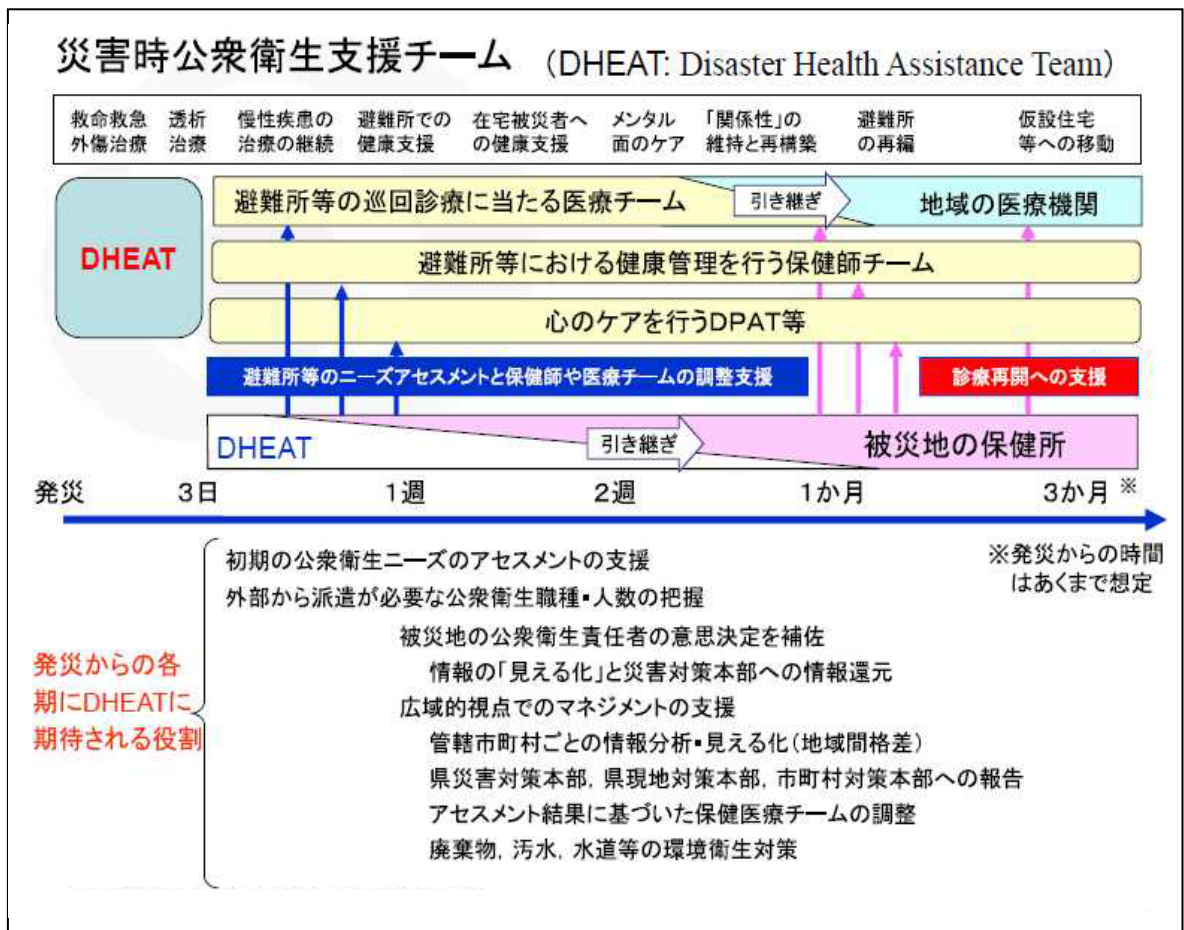 災害時公衆衛生支援チーム (DHEAT: Disaster Health Assistance Team)
救命救急
外傷治療
透析
治療
慢性疾患の
治療の継続
避難所での
健康支援
在宅被災者へ
の健康支援
メンタル
面のケア
「関係性」の
維持と再構築
避難所
の再編
仮設住宅
等への移動
DHEAT
避難所等の巡回診療に当たる医療チーム
引き継ぎ
地域の医療機関
避難所等における健康管理を行う保健師チーム
心のケアを行うDPAT等
避難所等のニーズアセスメントと保健師や医療チームの調整支援
診療再開への支援
DHEAT
引き継ぎ
被災地の保健所
発災 3日 1週 2週 1か月 3か月 ※
※発災からの時間
はあくまで想定
発災からの各
期にDHEATに
期待される役割
初期の公衆衛生ニーズのアセスメントの支援
外部から派遣が必要な公衆衛生職種・人数の把握
被災地の公衆衛生責任者の意思決定を補佐
情報の「見える化」と災害対策本部への情報還元
広域的視点でのマネジメントの支援
管轄市町村ごとの情報分析・見える化(地域間格差)
県災害対策本部, 県現地対策本部, 市町村対策本部への報告
アセスメント結果に基づいた保健医療チームの調整
廃棄物, 汚水, 水道等の環境衛生対策